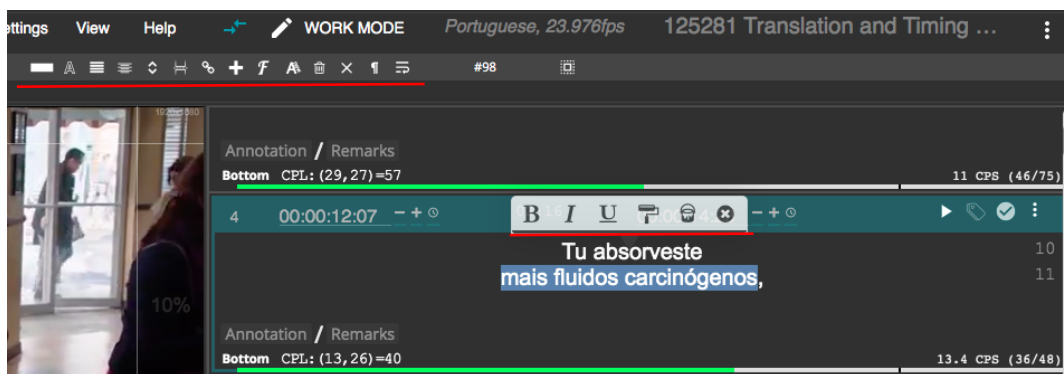 ettings View Help WORK MODE Portuguese, 23.976fps 125281 Translation and Timing ...
#98
Annotation / Remarks
Bottom CPL: (29,27)=57 11 CPS (46/75)
4 00:00:12:07 B I U
Tu absorveste 10
mais fluidos carcinógenos, 11
10%
Annotation / Remarks
Bottom CPL: (13,26)=40 13.4 CPS (36/48)